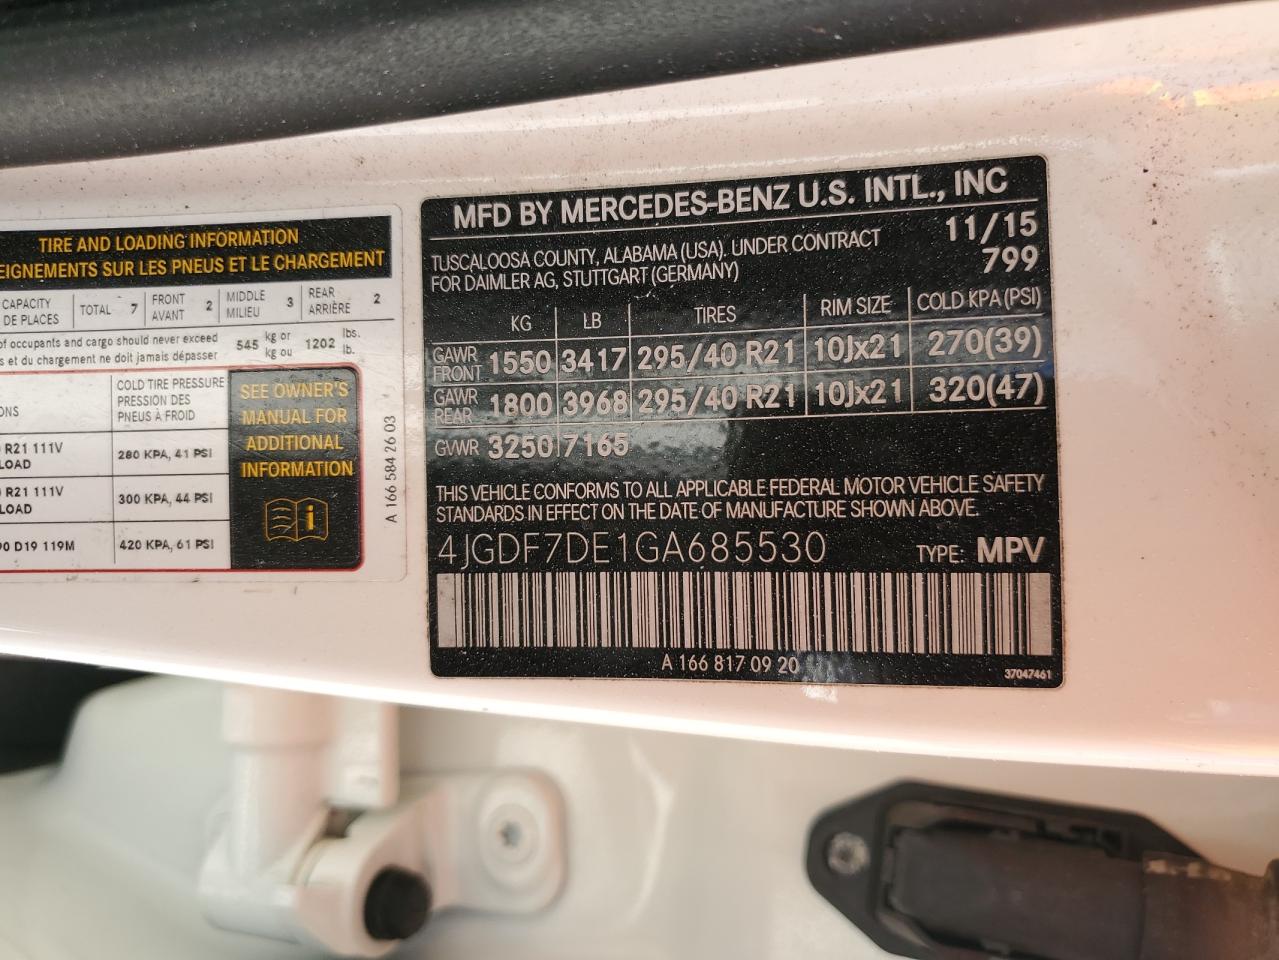 TIRE AND LOADING INFORMATION
EIGNEMENTS SUR LES PNEUS ET LE CHARGEMENT
CAPACITY
DE PLACES
TOTAL 7
FRONT
AVANT 2
MIDDLE
MILIEU 3
REAR
ARRIÈRE 2
of occupants and cargo should never exceed
s et du chargement ne doit jamais dépasser
545 kg or
kg ou
1202 lbs.
lb.
ONS
COLD TIRE PRESSURE
PRESSION DES
PNEUS À FROID
R21 111V
LOAD
280 KPA, 41 PSI
R21 111V
LOAD
300 KPA, 44 PSI
90 D19 119M
420 KPA, 61 PSI
SEE OWNER'S
MANUAL FOR
ADDITIONAL
INFORMATION
i
A 166 584 26 03
MFD BY MERCEDES-BENZ U.S. INTL., INC
TUSCALOOSA COUNTY, ALABAMA (USA). UNDER CONTRACT
FOR DAIMLER AG, STUTTGART (GERMANY)
11/15
799
KG LB TIRES RIM SIZE COLD KPA(PSI)
GAWR
FRONT 1550 3417 295/40 R21 10Jx21 270(39)
GAWR
REAR 1800 3968 295/40 R21 10Jx21 320(47)
GVWR 3250 7165
THIS VEHICLE CONFORMS TO ALL APPLICABLE FEDERAL MOTOR VEHICLE SAFETY
STANDARDS IN EFFECT ON THE DATE OF MANUFACTURE SHOWN ABOVE.
4JGDF7DE1GA685530 TYPE: MPV
A 166 817 09 20
37047461